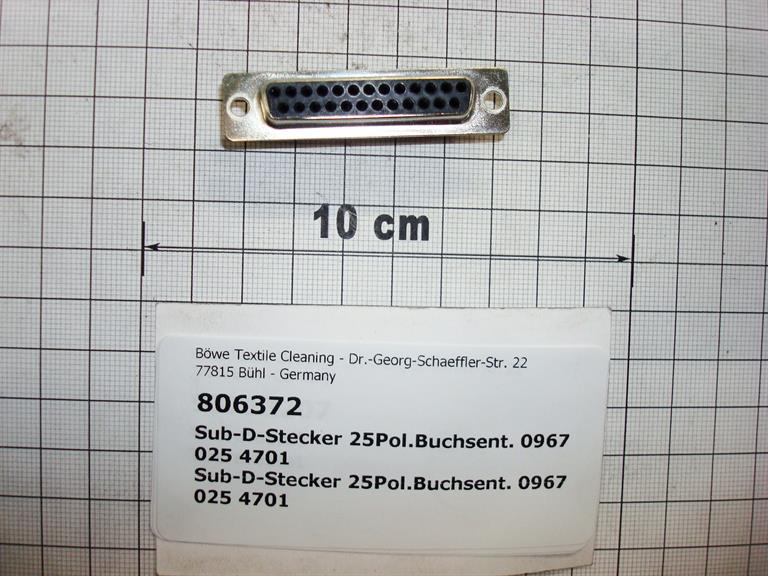 10 cm
Böwe Textile Cleaning - Dr.-Georg-Schaeffler-Str. 22
77815 Bühl - Germany
806372
Sub-D-Stecker 25Pol.Buchsent. 0967
025 4701
Sub-D-Stecker 25Pol.Buchsent. 0967
025 4701